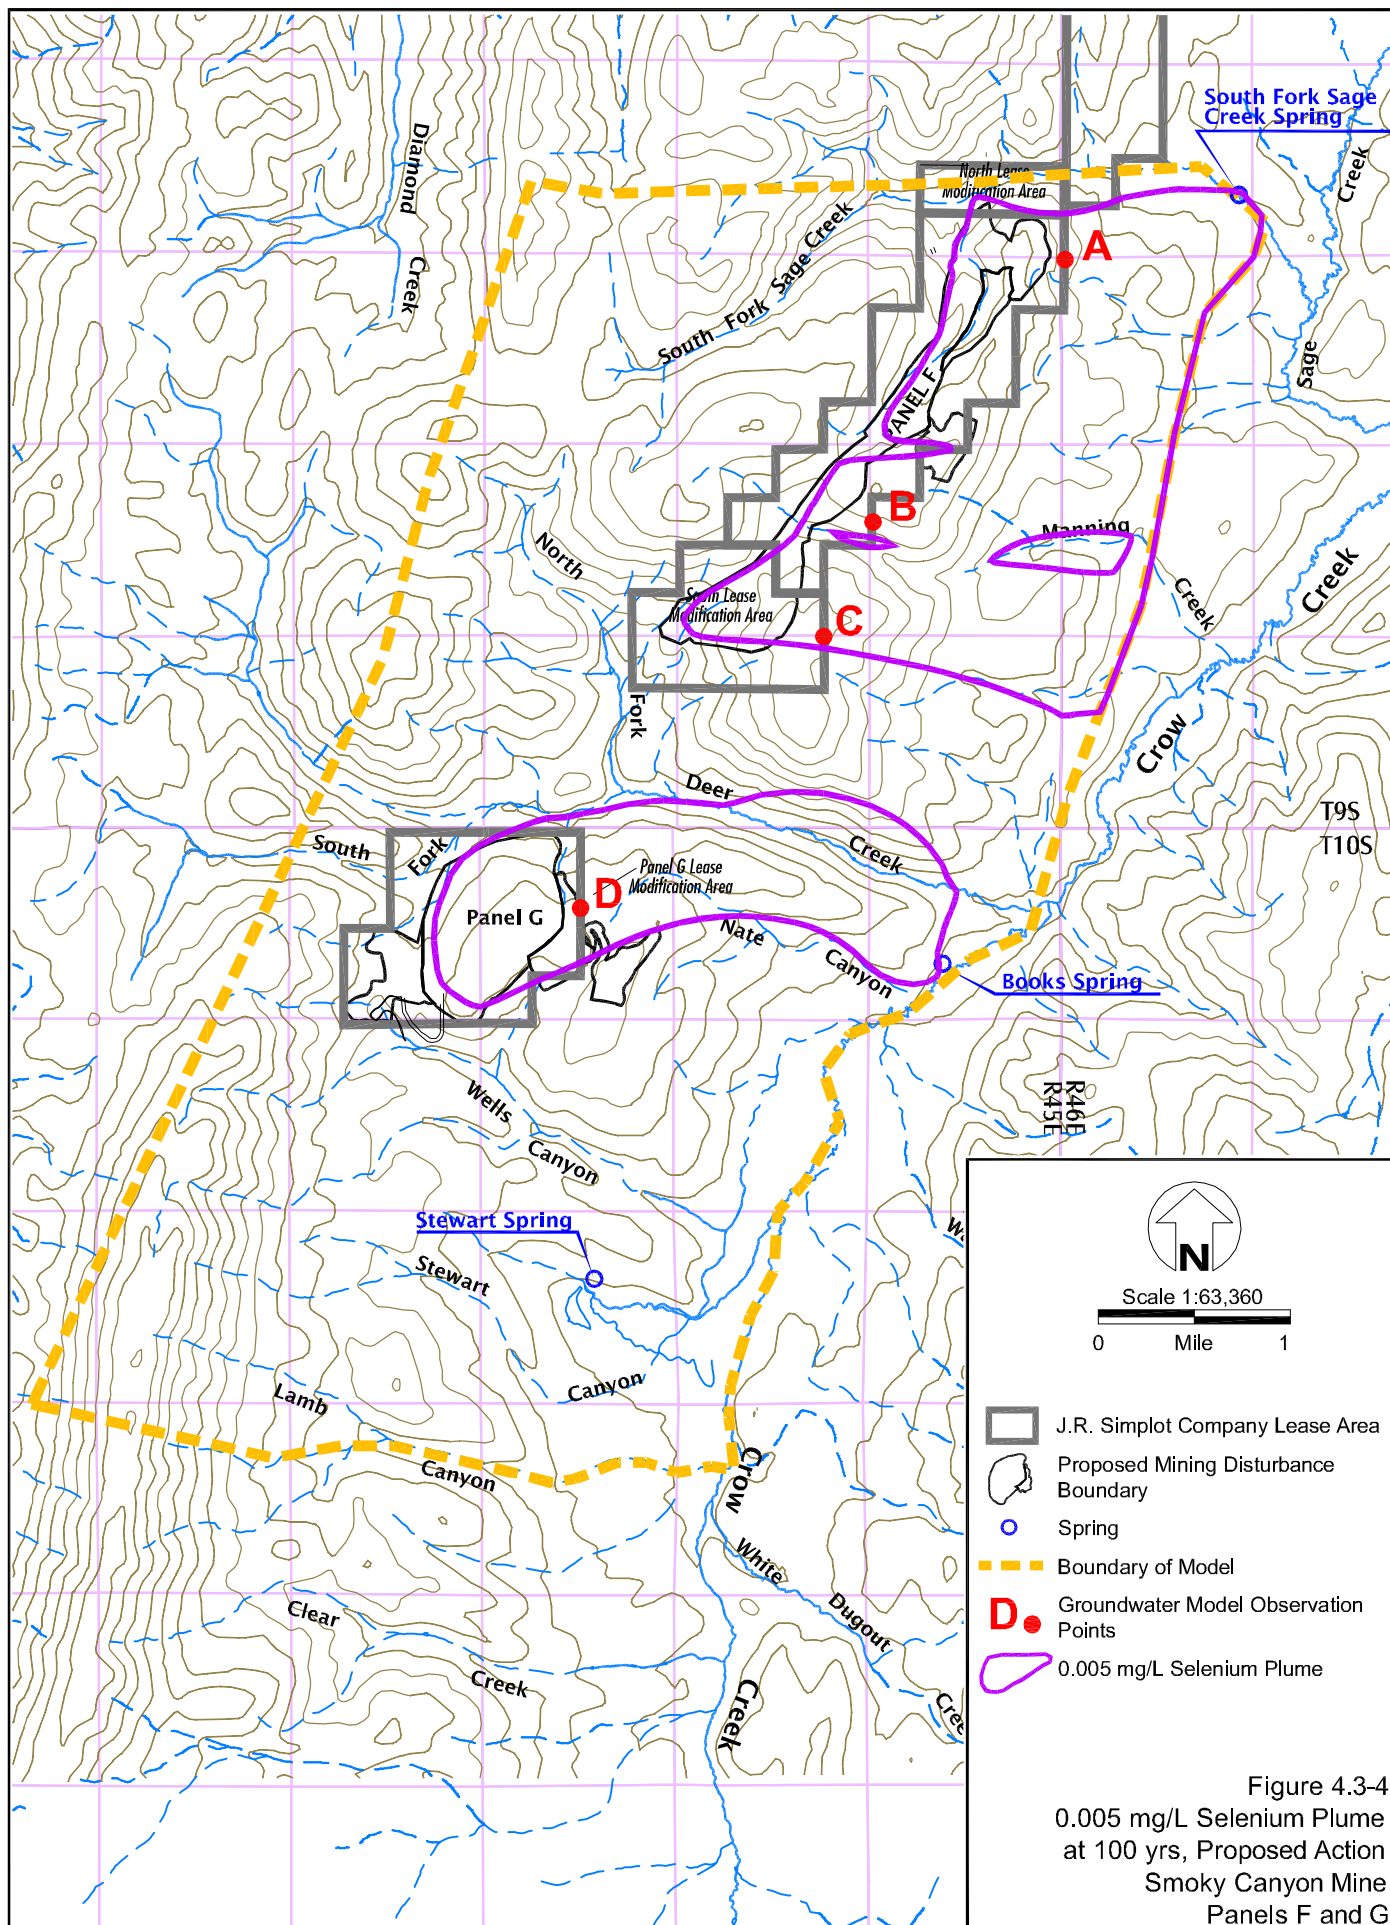 South Fork Sage
Creek Spring
Diamond
Creek
Creek
North Lease
Modification Area
A
South Fork Sage Creek
Sage
PANEL F
B
Manning
Creek
North
South Lease
Modification Area
C
Creek
Crow
Fork
Deer
Creek
T9S
T10S
South
Fork
Panel G Lease
Modification Area
D
Panel G
Nate
Canyon
Books Spring
R46E
R45E
Wells
Canyon
Stewart Spring
Stewart
Canyon
Lamb
Canyon
Crow
White
Dugout
Clear
Creek
Creek
N
Scale 1:63,360
0 Mile 1
J.R. Simplot Company Lease Area
Proposed Mining Disturbance
Boundary
Spring
Boundary of Model
D Groundwater Model Observation
Points
0.005 mg/L Selenium Plume
Figure 4.3-4
0.005 mg/L Selenium Plume
at 100 yrs, Proposed Action
Smoky Canyon Mine
Panels F and G